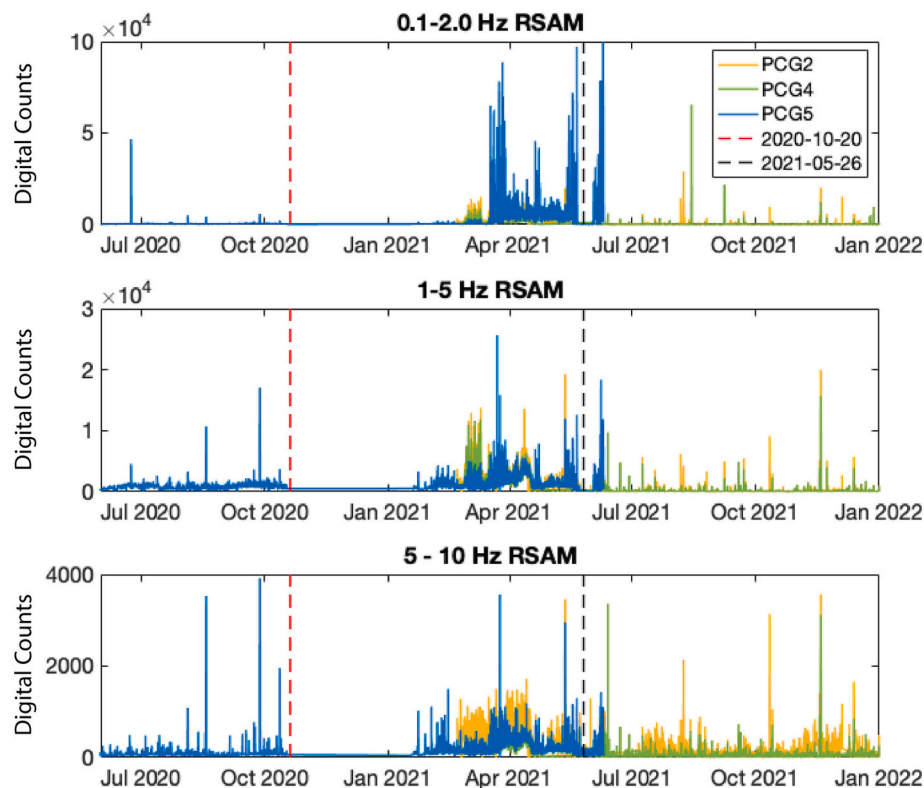 0.1-2.0 Hz RSAM
×10⁴
10
5
0
Digital Counts
PCG2
PCG4
PCG5
2020-10-20
2021-05-26
Jul 2020 Oct 2020 Jan 2021 Apr 2021 Jul 2021 Oct 2021 Jan 2022
1-5 Hz RSAM
×10⁴
3
2
1
0
Digital Counts
Jul 2020 Oct 2020 Jan 2021 Apr 2021 Jul 2021 Oct 2021 Jan 2022
5 - 10 Hz RSAM
4000
2000
0
Digital Counts
Jul 2020 Oct 2020 Jan 2021 Apr 2021 Jul 2021 Oct 2021 Jan 2022